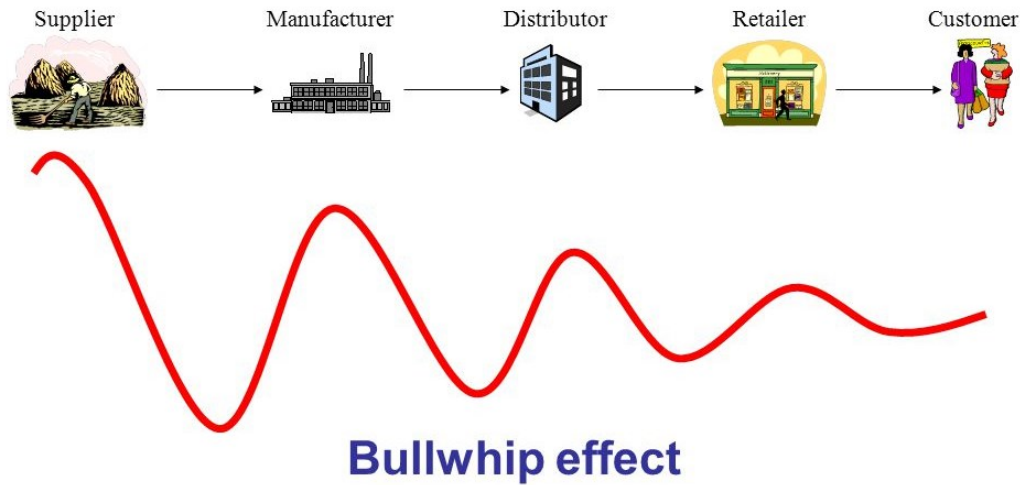 Supplier
Manufacturer
Distributor
Retailer
Customer
Bullwhip effect